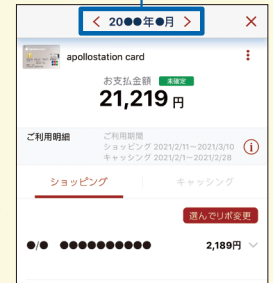 < 20●●年●月 > ×
apollostation card
お支払金額 未確定
21,219 円
ご利用明細
ご利用期間
ショッピング 2021/2/11~2021/3/10
キャッシング 2021/2/1~2021/2/28
ショッピング キャッシング
選んでリボ変更
●/● ●●●●●●●●●● 2,189円